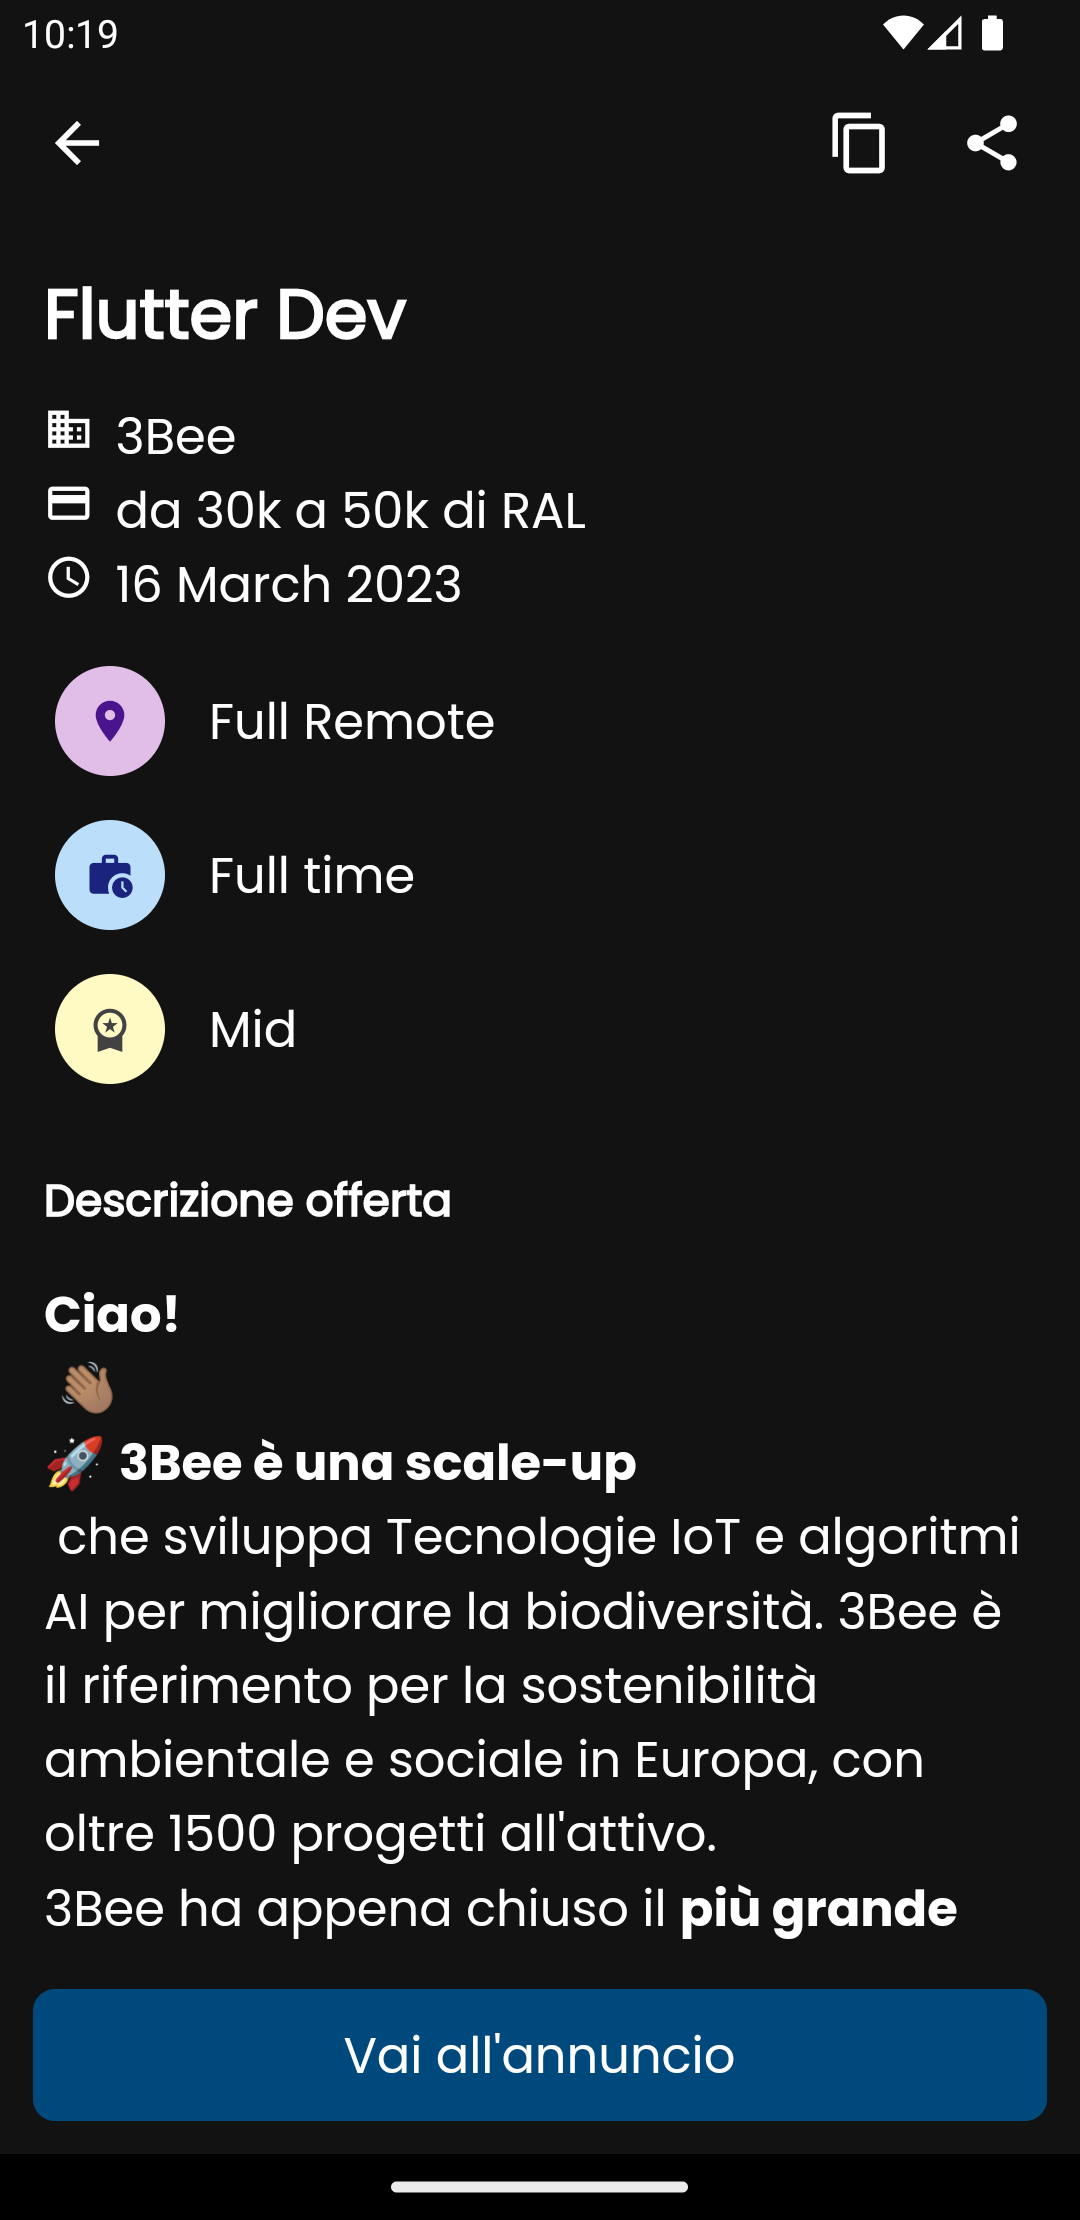 10:19
Flutter Dev
3Bee
da 30k a 50k di RAL
16 March 2023
Full Remote
Full time
Mid
Descrizione offerta
Ciao!
👋🏽
🚀 3Bee è una scale-up
che sviluppa Tecnologie IoT e algoritmi
AI per migliorare la biodiversità. 3Bee è
il riferimento per la sostenibilità
ambientale e sociale in Europa, con
oltre 1500 progetti all'attivo.
3Bee ha appena chiuso il più grande
Vai all'annuncio